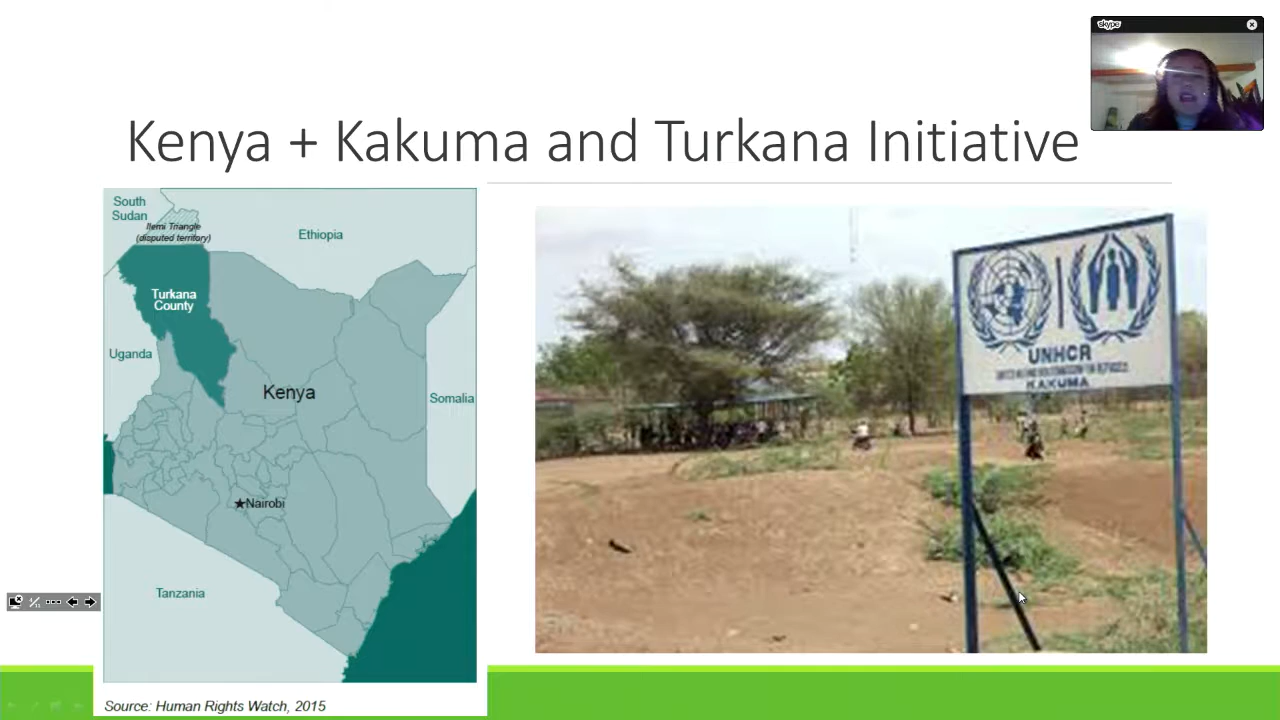 skype
Kenya + Kakuma and Turkana Initiative
South
Sudan
Ilemi Triangle
(disputed territory)
Ethiopia
Turkana
County
Uganda
Kenya
Somalia
Nairobi
Tanzania
Source: Human Rights Watch, 2015
UNHCR
KAKUMA